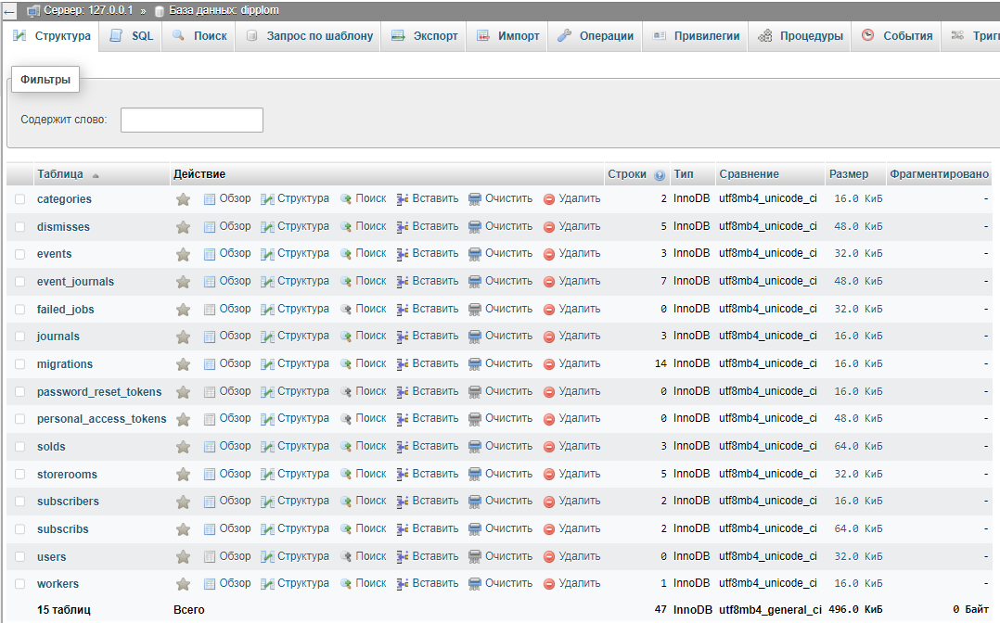 Сервер: 127.0.0.1 » База данных: dipplom
Структура SQL Поиск Запрос по шаблону Экспорт Импорт Операции Привилегии Процедуры События Тригг
Фильтры
Содержит слово:
Таблица Действие Строки Тип Сравнение Размер Фрагментировано
categories Обзор Структура Поиск Вставить Очистить Удалить 2 InnoDB utf8mb4_unicode_ci 16.0 КиБ -
dismisses Обзор Структура Поиск Вставить Очистить Удалить 5 InnoDB utf8mb4_unicode_ci 48.0 КиБ -
events Обзор Структура Поиск Вставить Очистить Удалить 3 InnoDB utf8mb4_unicode_ci 32.0 КиБ -
event_journals Обзор Структура Поиск Вставить Очистить Удалить 7 InnoDB utf8mb4_unicode_ci 48.0 КиБ -
failed_jobs Обзор Структура Поиск Вставить Очистить Удалить 0 InnoDB utf8mb4_unicode_ci 32.0 КиБ -
journals Обзор Структура Поиск Вставить Очистить Удалить 3 InnoDB utf8mb4_unicode_ci 16.0 КиБ -
migrations Обзор Структура Поиск Вставить Очистить Удалить 14 InnoDB utf8mb4_unicode_ci 16.0 КиБ -
password_reset_tokens Обзор Структура Поиск Вставить Очистить Удалить 0 InnoDB utf8mb4_unicode_ci 16.0 КиБ -
personal_access_tokens Обзор Структура Поиск Вставить Очистить Удалить 0 InnoDB utf8mb4_unicode_ci 48.0 КиБ -
solds Обзор Структура Поиск Вставить Очистить Удалить 3 InnoDB utf8mb4_unicode_ci 64.0 КиБ -
storerooms Обзор Структура Поиск Вставить Очистить Удалить 5 InnoDB utf8mb4_unicode_ci 32.0 КиБ -
subscribers Обзор Структура Поиск Вставить Очистить Удалить 2 InnoDB utf8mb4_unicode_ci 16.0 КиБ -
subscribs Обзор Структура Поиск Вставить Очистить Удалить 2 InnoDB utf8mb4_unicode_ci 64.0 КиБ -
users Обзор Структура Поиск Вставить Очистить Удалить 0 InnoDB utf8mb4_unicode_ci 32.0 КиБ -
workers Обзор Структура Поиск Вставить Очистить Удалить 1 InnoDB utf8mb4_unicode_ci 16.0 КиБ -
15 таблиц Всего 47 InnoDB utf8mb4_general_ci 496.0 КиБ 0 Байт